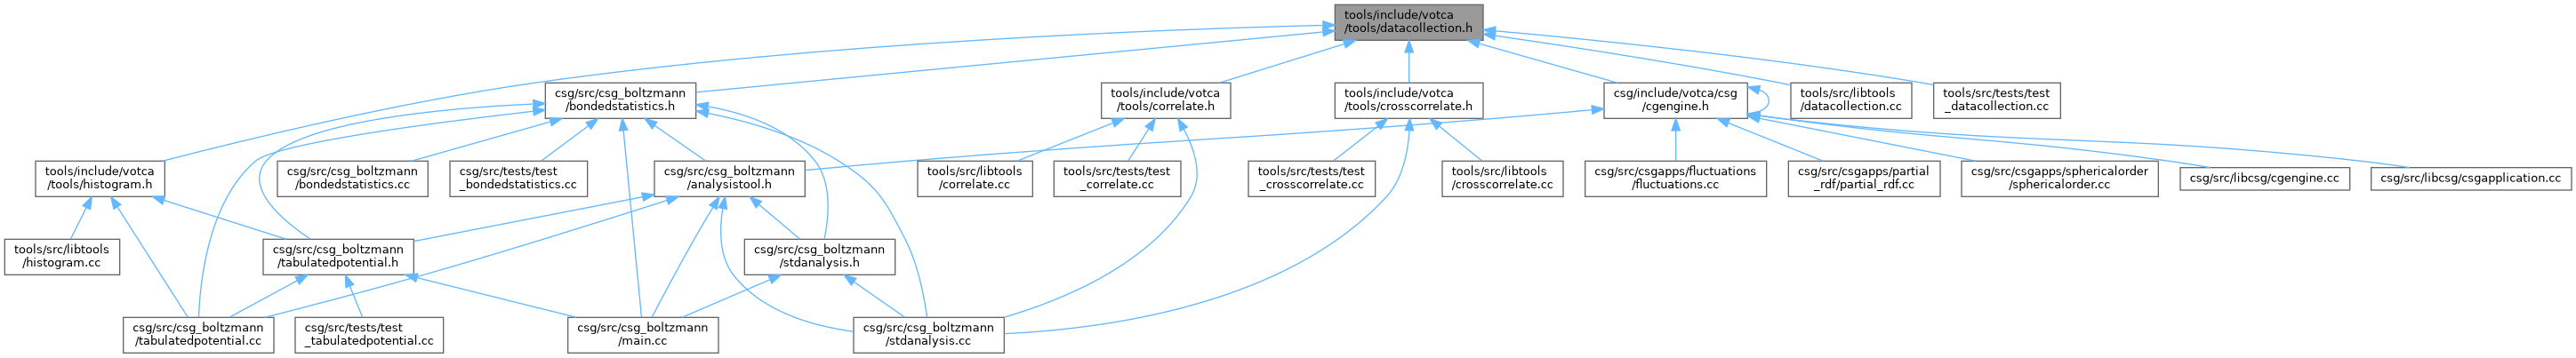 tools/include/votca
/tools/datacollection.h
csg/src/csg_boltzmann
/bondedstatistics.h
tools/include/votca
/tools/correlate.h
tools/include/votca
/tools/crosscorrelate.h
csg/include/votca/csg
/cgengine.h
tools/src/libtools
/datacollection.cc
tools/src/tests/test
_datacollection.cc
tools/include/votca
/tools/histogram.h
csg/src/csg_boltzmann
/bondedstatistics.cc
csg/src/tests/test
_bondedstatistics.cc
csg/src/csg_boltzmann
/analysistool.h
tools/src/libtools
/correlate.cc
tools/src/tests/test
_correlate.cc
tools/src/tests/test
_crosscorrelate.cc
tools/src/libtools
/crosscorrelate.cc
csg/src/csgapps/fluctuations
/fluctuations.cc
csg/src/csgapps/partial
_rdf/partial_rdf.cc
csg/src/csgapps/sphericalorder
/sphericalorder.cc
csg/src/libcsg/cgengine.cc
csg/src/libcsg/csgapplication.cc
tools/src/libtools
/histogram.cc
csg/src/csg_boltzmann
/tabulatedpotential.h
csg/src/csg_boltzmann
/stdanalysis.h
csg/src/csg_boltzmann
/tabulatedpotential.cc
csg/src/tests/test
_tabulatedpotential.cc
csg/src/csg_boltzmann
/main.cc
csg/src/csg_boltzmann
/stdanalysis.cc